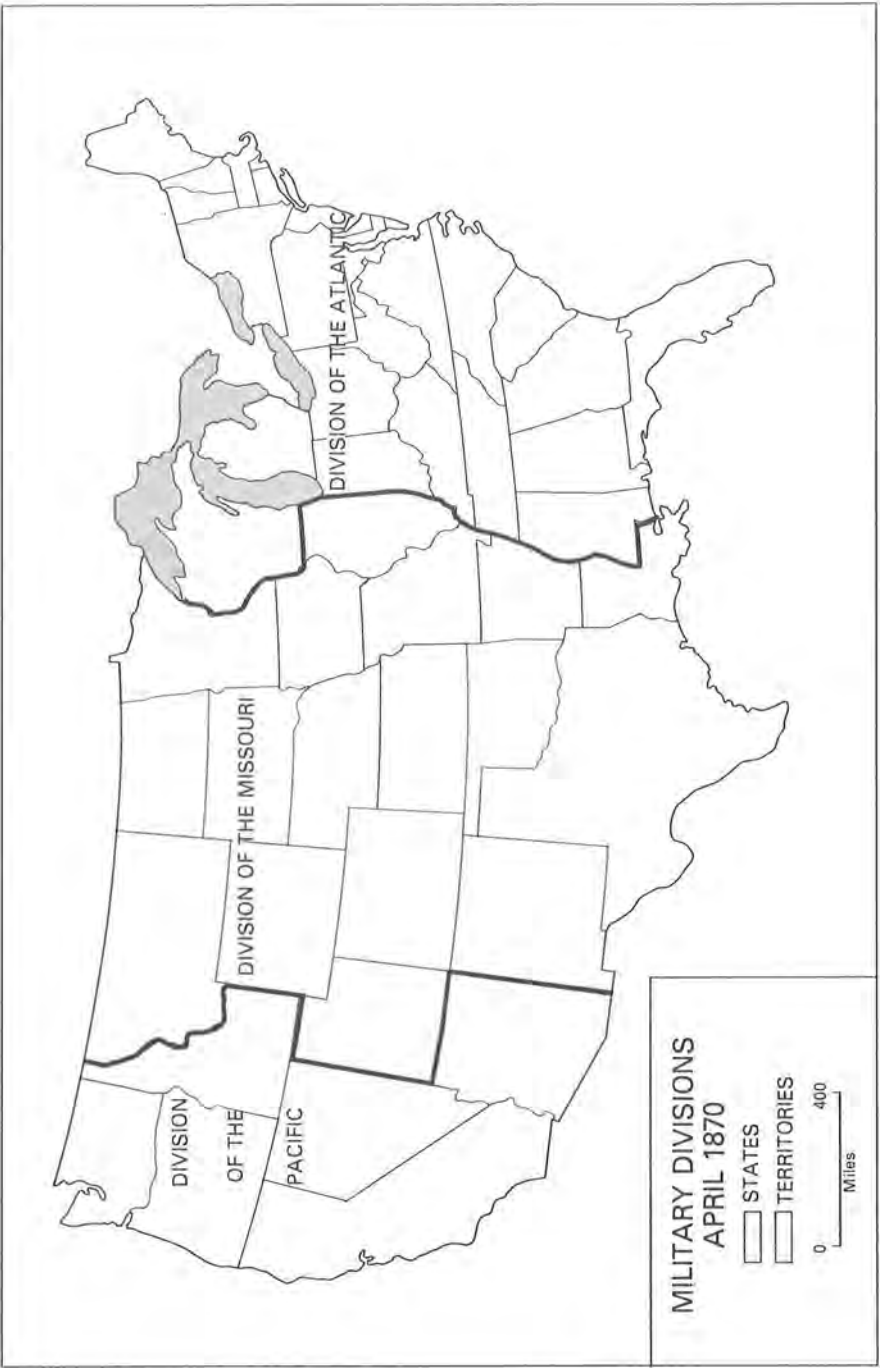 DIVISION
OF THE
PACIFIC
DIVISION OF THE MISSOURI
DIVISION OF THE ATLANTIC
MILITARY DIVISIONS
APRIL 1870
STATES
TERRITORIES
0 400
Miles